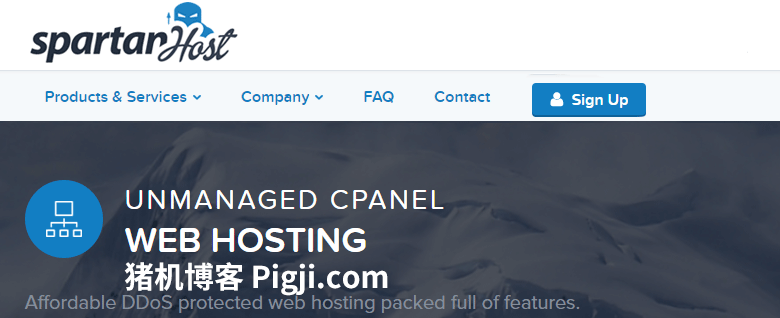 spartanHost
Products & Services Company FAQ Contact Sign Up
UNMANAGED CPANEL
WEB HOSTING
猪机博客 Pigji.com
Affordable DDoS protected web hosting packed full of features.